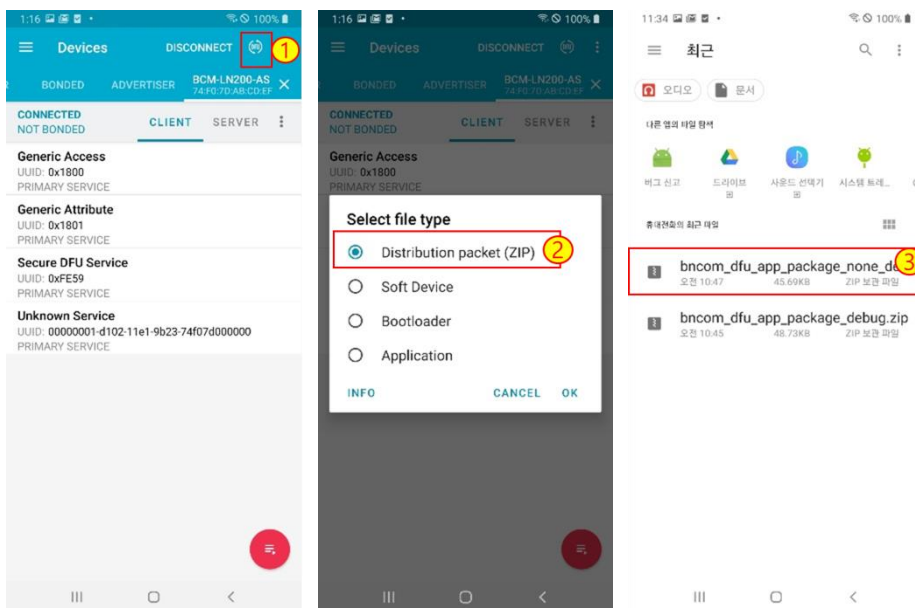 1:16
100%
Devices
DISCONNECT
1
BONDED
ADVERTISER
BCM-LN200-AS
74:F0:7D:AB:CD:EF
CONNECTED
NOT BONDED
CLIENT
SERVER
Generic Access
UUID: 0x1800
PRIMARY SERVICE
Generic Attribute
UUID: 0x1801
PRIMARY SERVICE
Secure DFU Service
UUID: 0xFE59
PRIMARY SERVICE
Unknown Service
UUID: 00000001-d102-11e1-9b23-74f07d000000
PRIMARY SERVICE
1:16
100%
Devices
DISCONNECT
BONDED
ADVERTISER
BCM-LN200-AS
74:F0:7D:AB:CD:EF
CONNECTED
NOT BONDED
CLIENT
SERVER
Generic Access
UUID: 0x1800
PRIMARY SERVICE
Select file type
Distribution packet (ZIP)
2
Soft Device
Bootloader
Application
INFO
CANCEL
OK
11:34
100%
최근
오디오
문서
다른 앱의 파일 탐색
버그 신고
드라이브
사운드 선택기
시스템 트레...
휴대전화의 최근 파일
bncom_dfu_app_package_none_de
3
오전 10:47
45.69KB
ZIP 보관 파일
bncom_dfu_app_package_debug.zip
오전 10:45
48.73KB
ZIP 보관 파일